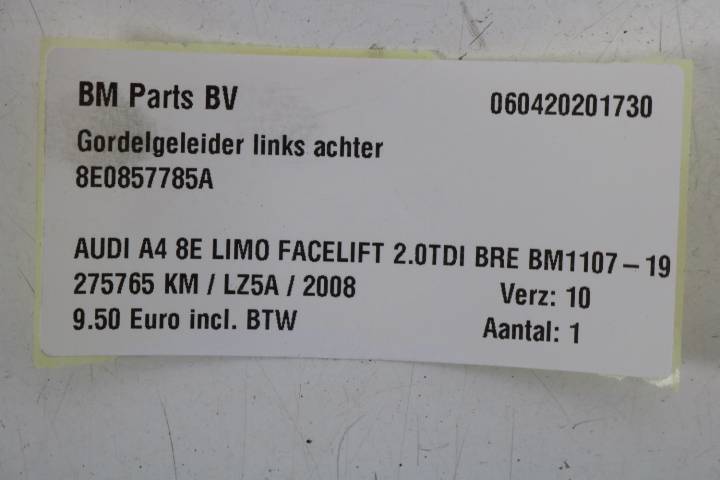 BM Parts BV 060420201730
Gordelgeleider links achter
8E0857785A
AUDI A4 8E LIMO FACELIFT 2.0TDI BRE BM1107-19
275765 KM / LZ5A / 2008 Verz: 10
9.50 Euro incl. BTW Aantal: 1